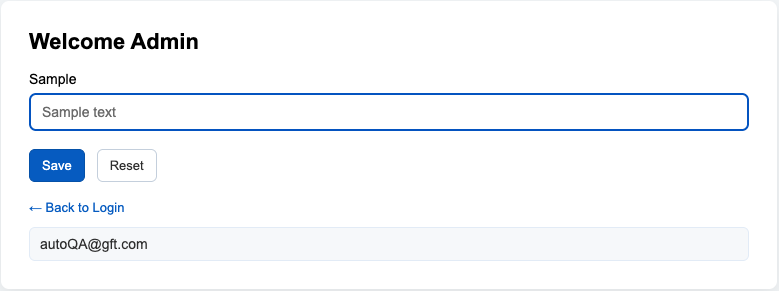 Welcome Admin
Sample
Sample text
Save Reset
← Back to Login
autoQA@gft.com